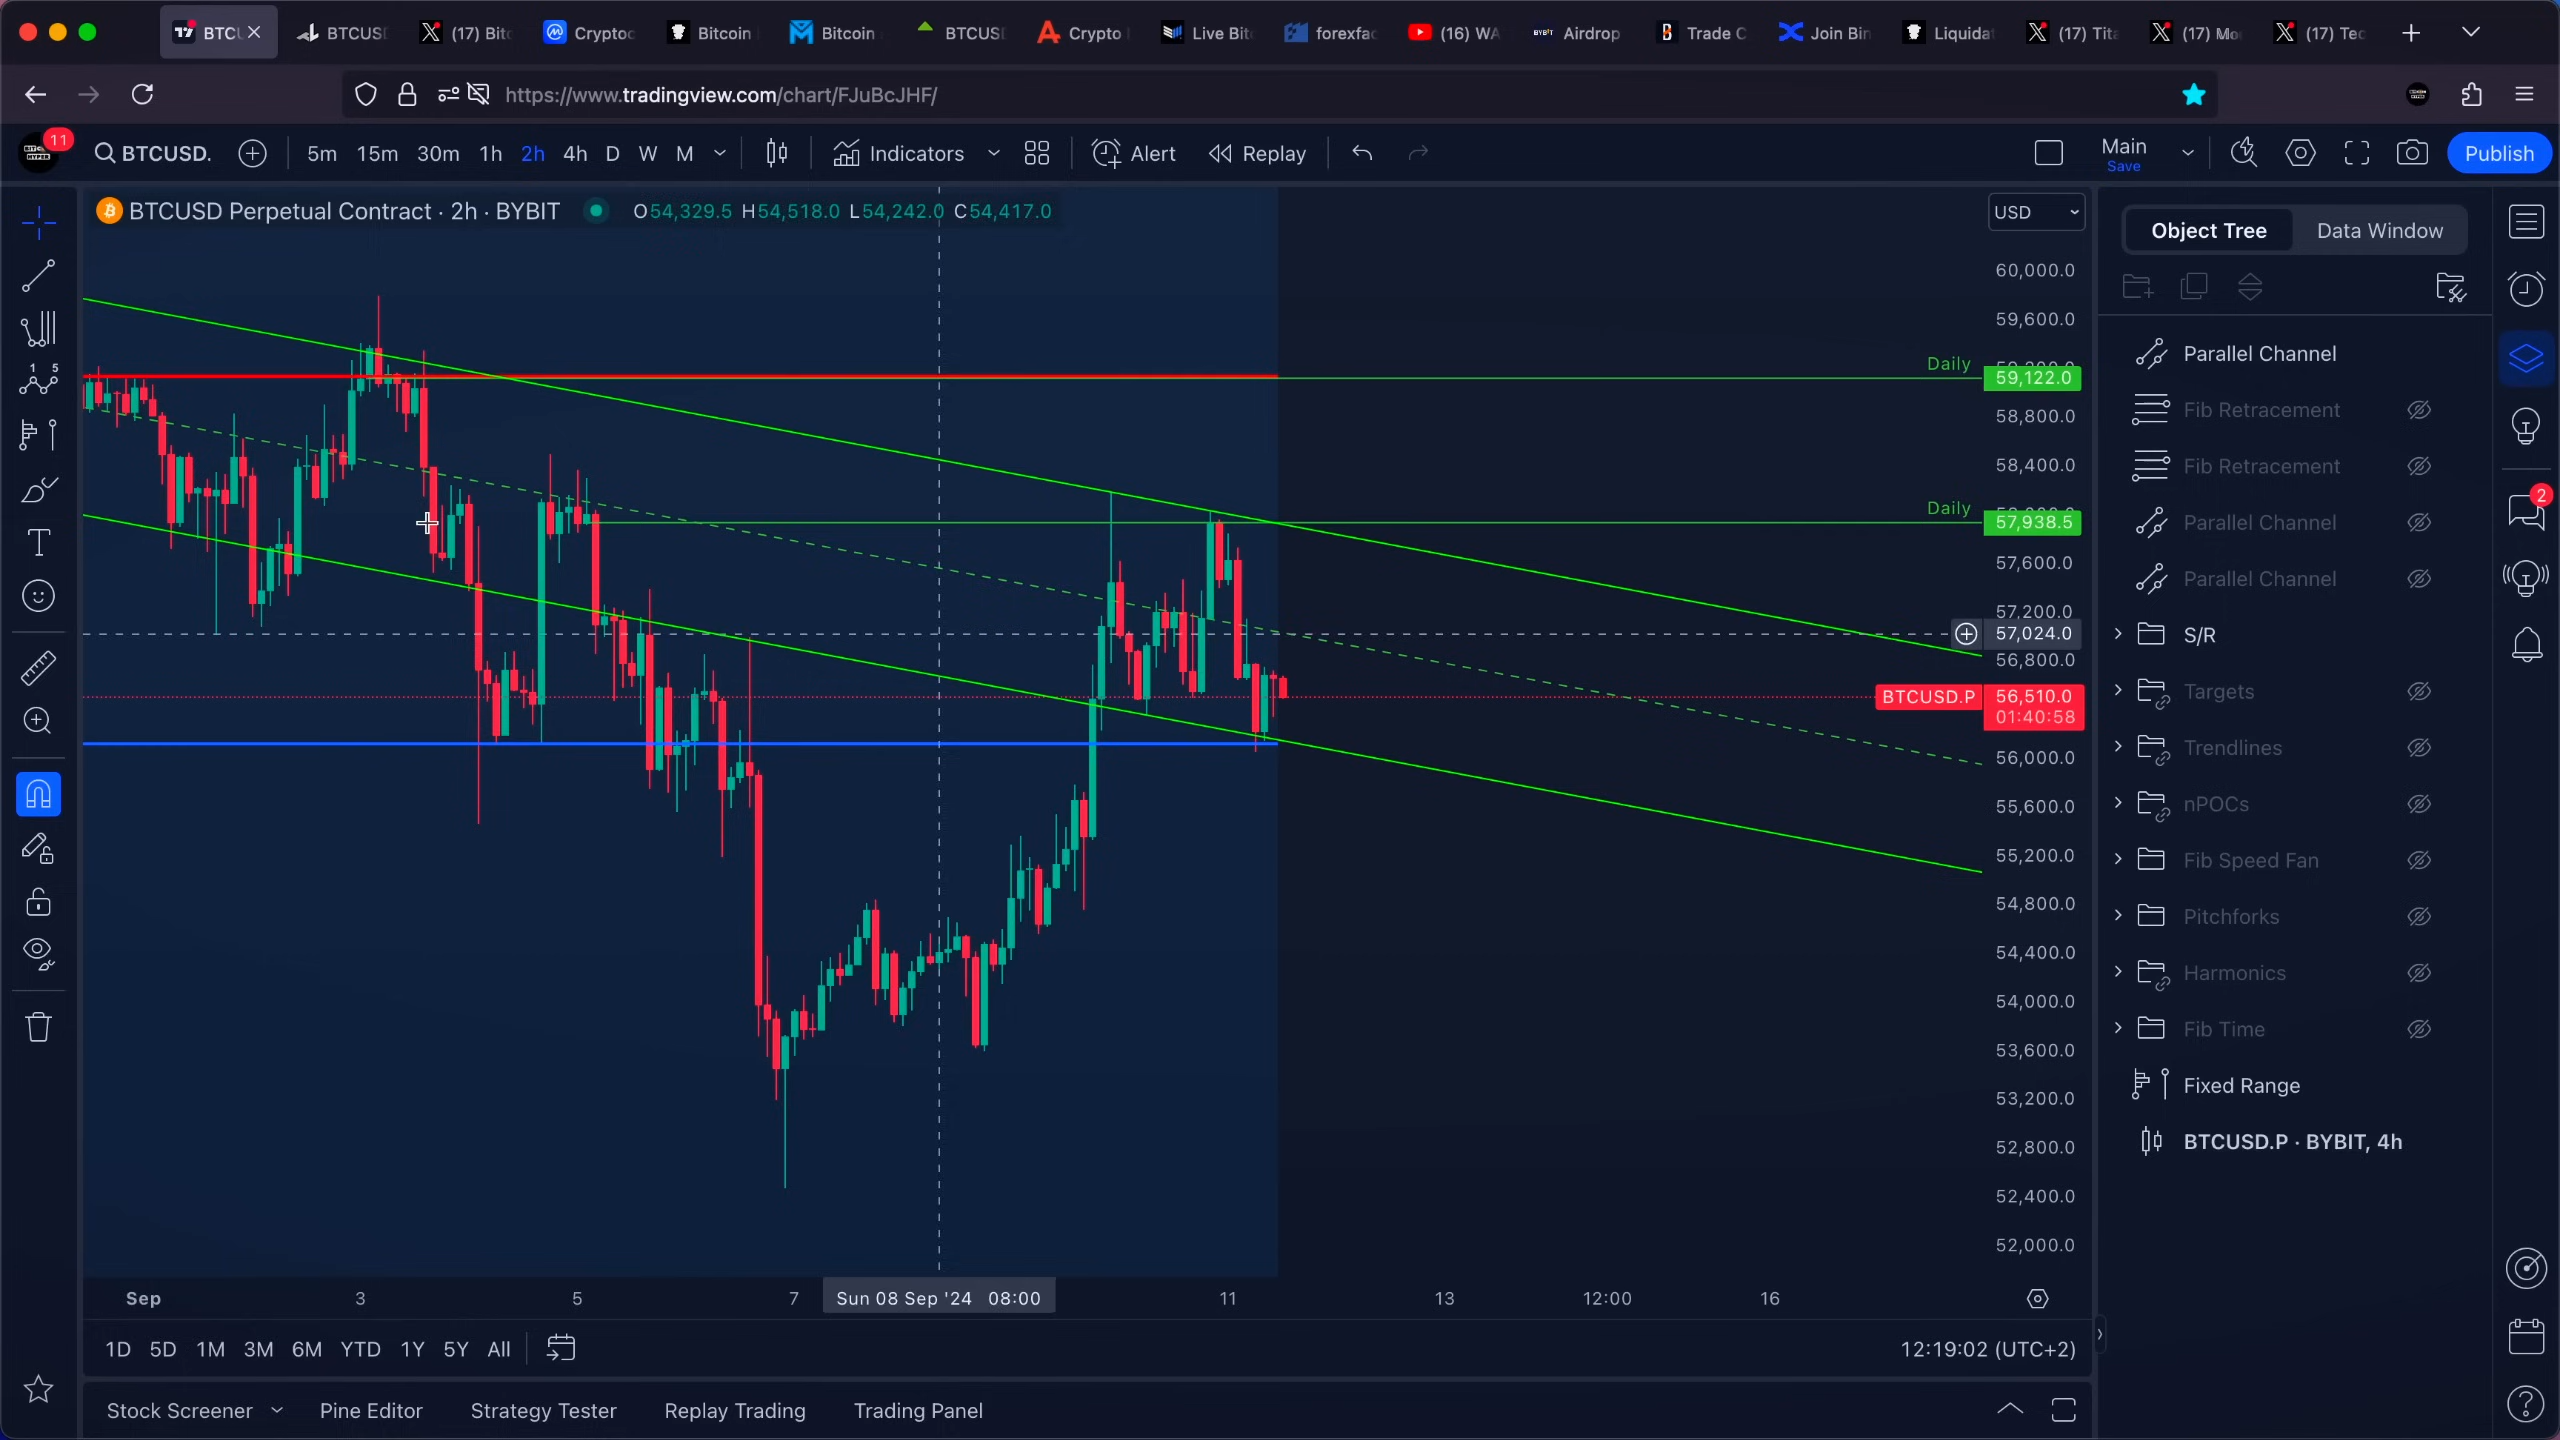 BTC
BTCUS
(17) Bit
Cryptoc
Bitcoin
Bitcoin
BTCUS
Crypto
Live Bit
forexfac
(16) WA
BYBIT Airdrop
Trade C
Join Bin
Liquidat
(17) Tit
(17) Mo
(17) Tec
https://www.tradingview.com/chart/FJuBcJHF/
11
BTCUSD.
5m 15m 30m 1h 2h 4h D W M
Indicators
Alert
Replay
Main
Save
Publish
BTCUSD Perpetual Contract · 2h · BYBIT
O54,329.5 H54,518.0 L54,242.0 C54,417.0
USD
60,000.0
59,600.0
Daily
59,122.0
58,800.0
58,400.0
Daily
57,938.5
57,600.0
57,200.0
57,024.0
56,800.0
BTCUSD.P
56,510.0
01:40:58
56,000.0
55,600.0
55,200.0
54,800.0
54,400.0
54,000.0
53,600.0
53,200.0
52,800.0
52,400.0
52,000.0
Sep 3 5 7 Sun 08 Sep '24 08:00 11 13 12:00 16
1D 5D 1M 3M 6M YTD 1Y 5Y All
12:19:02 (UTC+2)
Stock Screener
Pine Editor
Strategy Tester
Replay Trading
Trading Panel
Object Tree
Data Window
Parallel Channel
Fib Retracement
Fib Retracement
Parallel Channel
Parallel Channel
S/R
Targets
Trendlines
nPOCs
Fib Speed Fan
Pitchforks
Harmonics
Fib Time
Fixed Range
BTCUSD.P · BYBIT, 4h
2